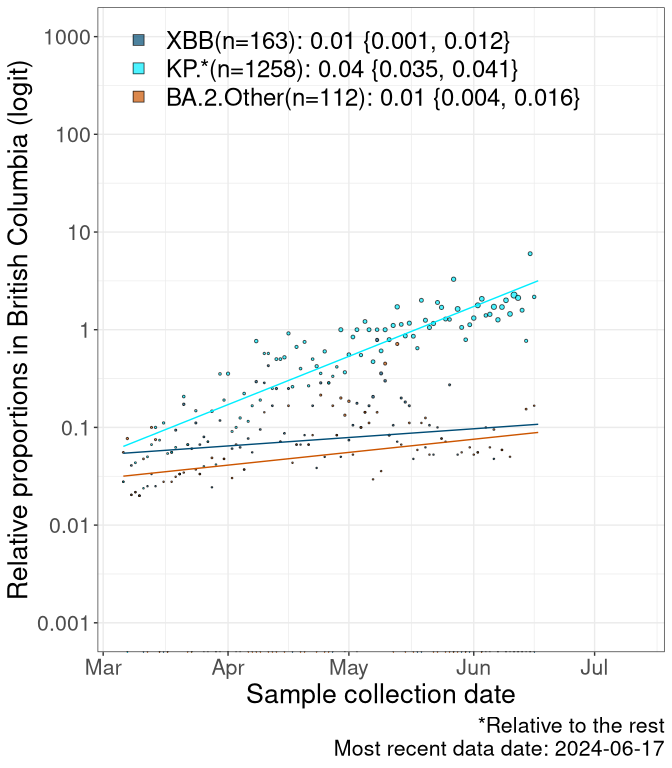 Relative proportions in British Columbia (logit)
1000
100
10
1
0.1
0.01
0.001
XBB(n=163): 0.01 {0.001, 0.012}
KP.*(n=1258): 0.04 {0.035, 0.041}
BA.2.Other(n=112): 0.01 {0.004, 0.016}
Mar Apr May Jun Jul
Sample collection date
*Relative to the rest
Most recent data date: 2024-06-17